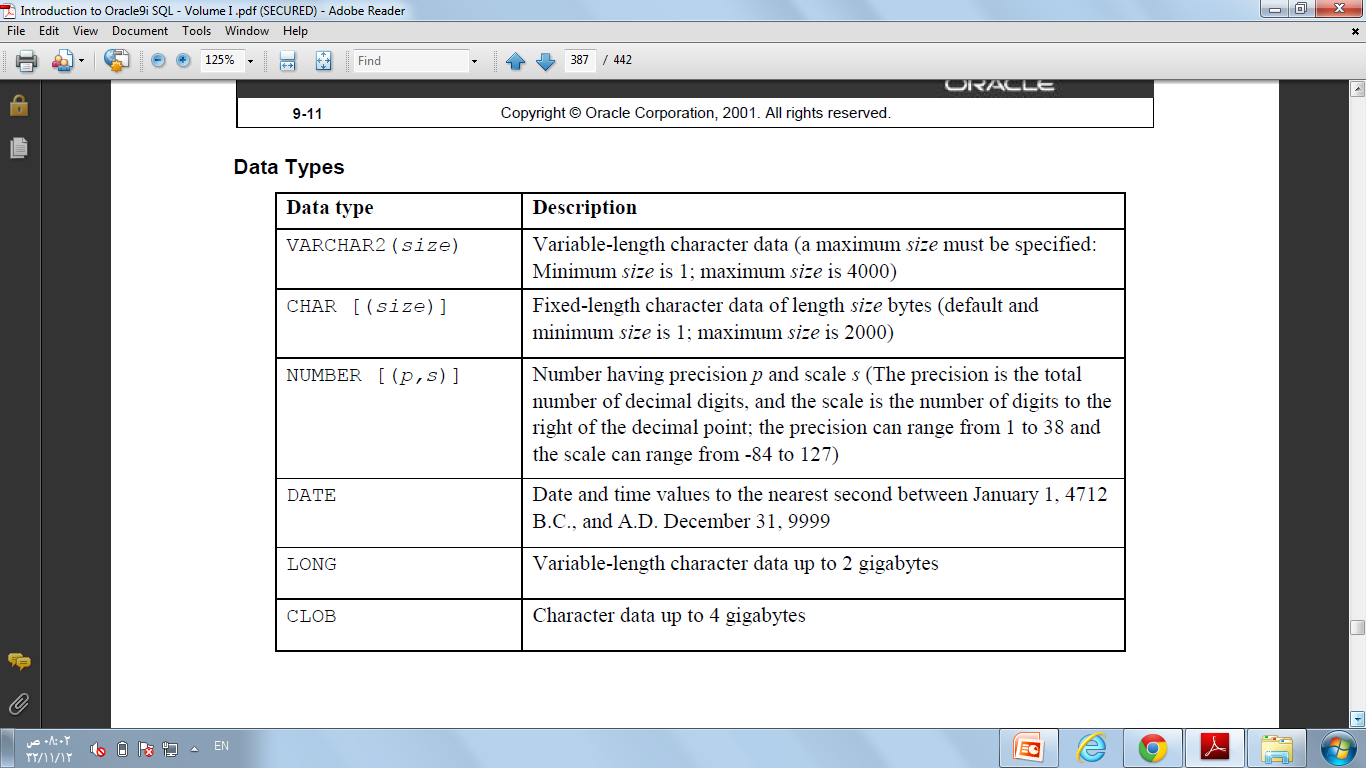 Introduction to Oracle9i SQL - Volume I .pdf (SECURED) - Adobe Reader
File Edit View Document Tools Window Help
125% Find 387 / 442
ORACLE
9-11 Copyright © Oracle Corporation, 2001. All rights reserved.
Data Types
Data type Description
VARCHAR2(size) Variable-length character data (a maximum size must be specified:
Minimum size is 1; maximum size is 4000)
CHAR [(size)] Fixed-length character data of length size bytes (default and
minimum size is 1; maximum size is 2000)
NUMBER [(p,s)] Number having precision p and scale s (The precision is the total
number of decimal digits, and the scale is the number of digits to the
right of the decimal point; the precision can range from 1 to 38 and
the scale can range from -84 to 127)
DATE Date and time values to the nearest second between January 1, 4712
B.C., and A.D. December 31, 9999
LONG Variable-length character data up to 2 gigabytes
CLOB Character data up to 4 gigabytes
٠٨:٠٢ ص
٣٣/١١/١٢
EN